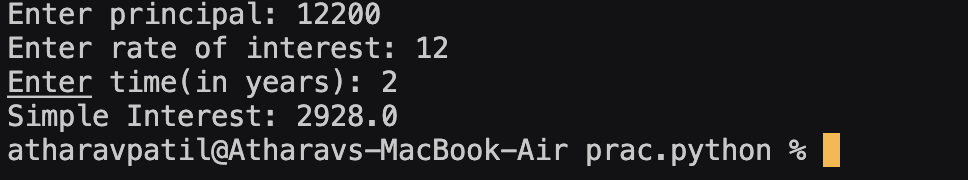 Enter principal: 12200
Enter rate of interest: 12
Enter time(in years): 2
Simple Interest: 2928.0
atharavpatil@Atharavs-MacBook-Air prac.python %